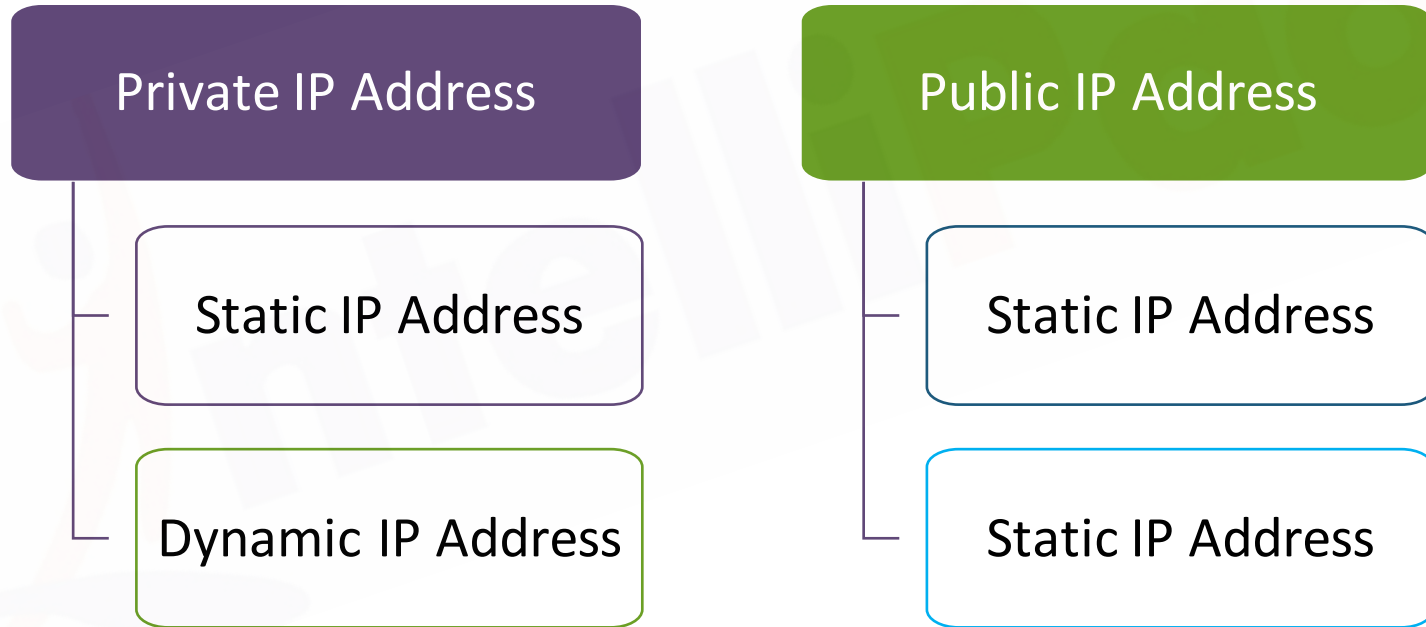 Private IP Address
Static IP Address
Dynamic IP Address
Public IP Address
Static IP Address
Static IP Address